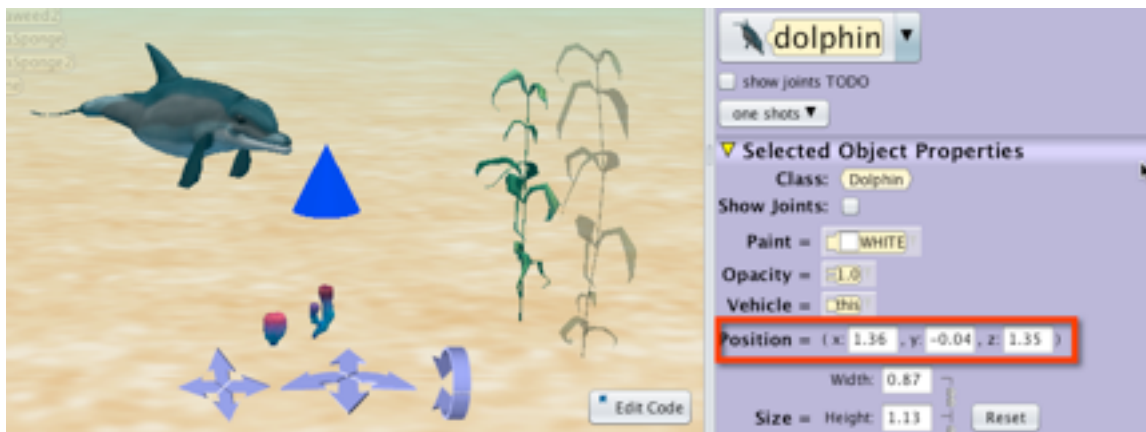 dolphin
show joints TODO
one shots
Selected Object Properties
Class: Dolphin
Show Joints:
Paint = WHITE
Opacity = 1.0
Vehicle = this
Position = ( x: 1.36 , y: -0.04 , z: 1.35 )
Width: 0.87
Size = Height: 1.13 Reset
Edit Code